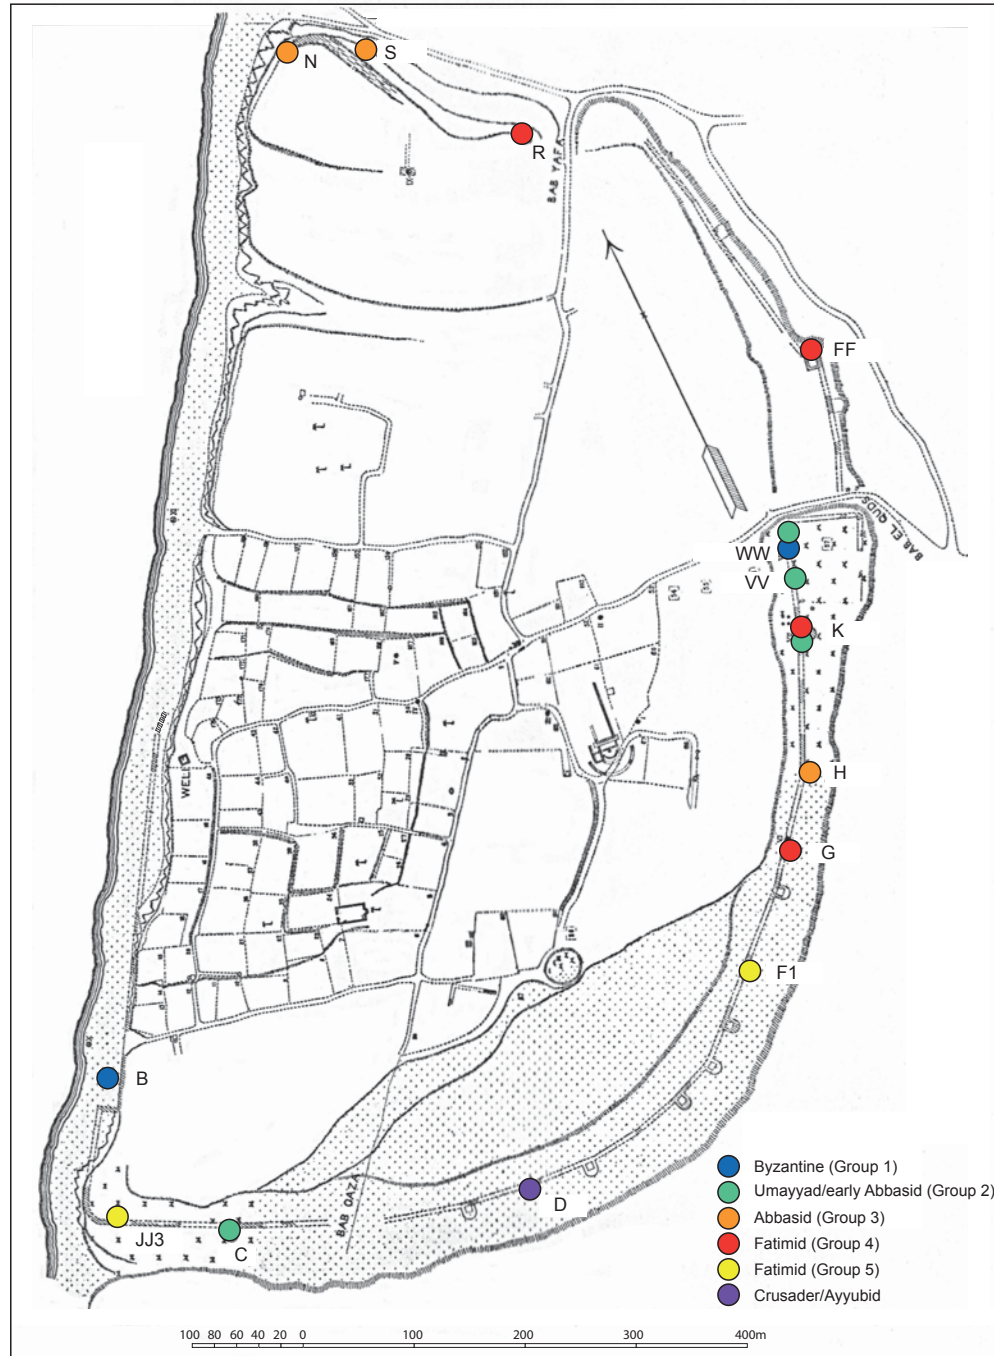 N
S
R
BAB YAFA
FF
BAB EL QUDS
WW
VV
K
WELI
H
G
F1
B
BAB GAZA
D
JJ3
C
Byzantine (Group 1)
Umayyad/early Abbasid (Group 2)
Abbasid (Group 3)
Fatimid (Group 4)
Fatimid (Group 5)
Crusader/Ayyubid
100 80 60 40 20 0 100 200 300 400m